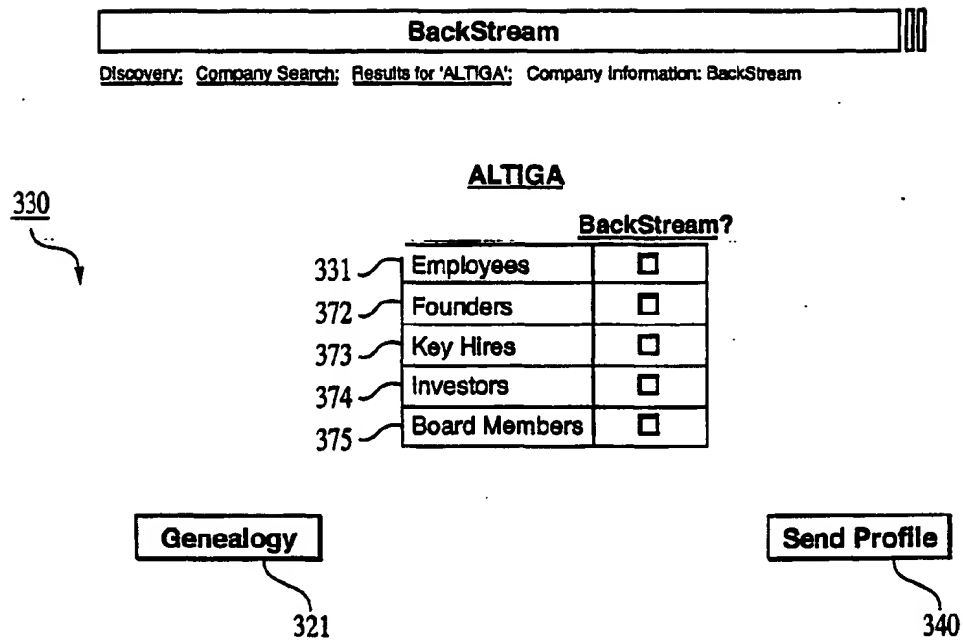 BackStream
Discovery: Company Search: Results for 'ALTIGA': Company Information: BackStream
ALTIGA
330
BackStream?
331 Employees
372 Founders
373 Key Hires
374 Investors
375 Board Members
Genealogy Send Profile
321 340